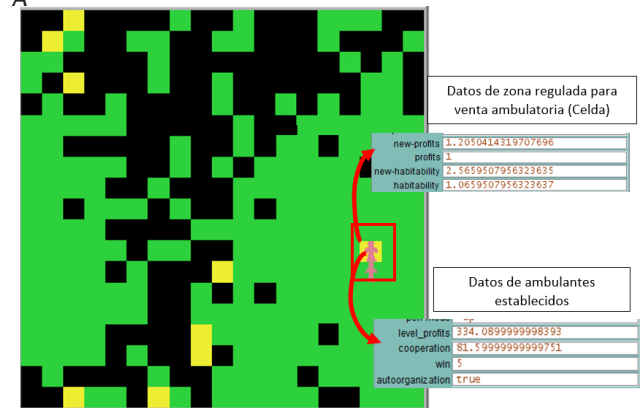 A
Datos de zona regulada para
venta ambulatoria (Celda)
new-profits 1.2050414319707696
profits 1
new-habitability 2.5659507956323635
habitability 1.0659507956323637
Datos de ambulantes
establecidos
level_profits 334.0899999998393
cooperation 81.59999999999751
win 5
autoorganization true